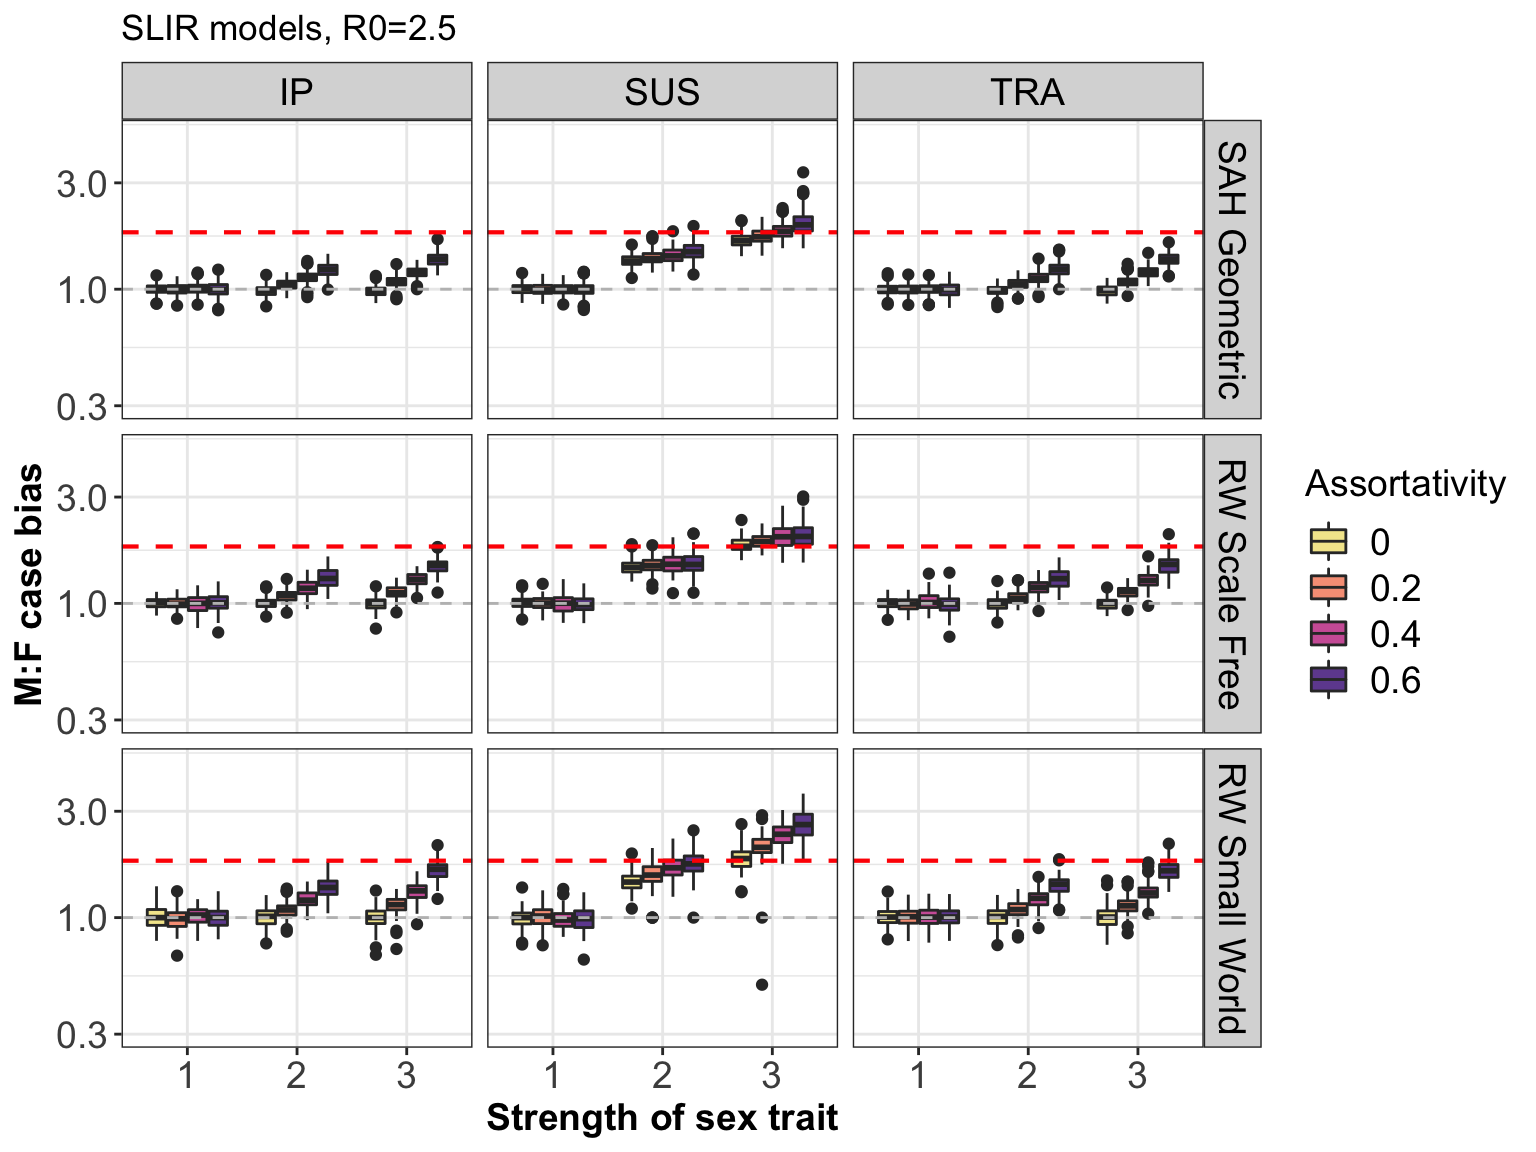 SLIR models, R0=2.5
IP
SUS
TRA
3.0
1.0
0.3
SAH Geometric
3.0
1.0
0.3
RW Scale Free
3.0
1.0
0.3
RW Small World
M:F case bias
1
2
3
1
2
3
1
2
3
Strength of sex trait
Assortativity
0
0.2
0.4
0.6